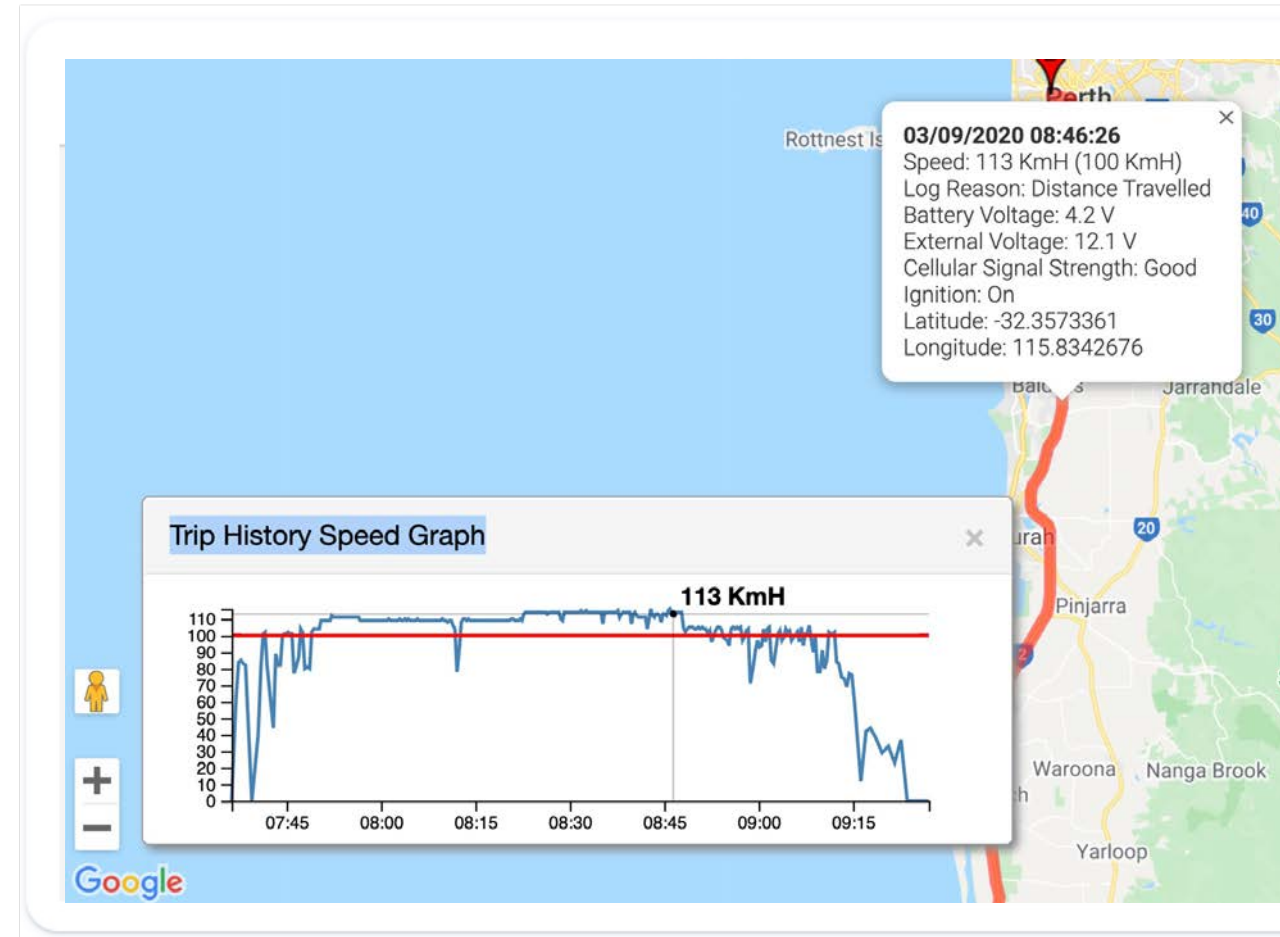 Perth
Rottnest Is
03/09/2020 08:46:26
Speed: 113 KmH (100 KmH)
Log Reason: Distance Travelled
Battery Voltage: 4.2 V
External Voltage: 12.1 V
Cellular Signal Strength: Good
Ignition: On
Latitude: -32.3573361
Longitude: 115.8342676
40
30
Jarrahdale
20
urah
Pinjarra
2
Waroona
Nanga Brook
Yarloop
Trip History Speed Graph
113 KmH
110
100
90
80
70
60
50
40
30
20
10
0
07:45 08:00 08:15 08:30 08:45 09:00 09:15
Google